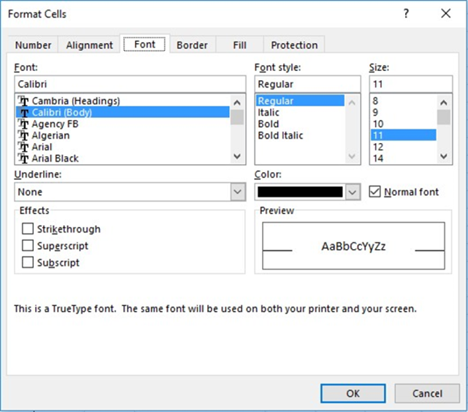 Format Cells ? ×
Number Alignment Font Border Fill Protection
Font: Font style: Size:
Calibri Regular 11
Cambria (Headings) Regular 8
Calibri (Body) Italic 9
Agency FB Bold 10
Algerian Bold Italic 11
Arial 12
Arial Black 14
Underline: Color:
None Normal font
Effects Preview
Strikethrough
Superscript AaBbCcYyZz
Subscript
This is a TrueType font. The same font will be used on both your printer and your screen.
OK Cancel